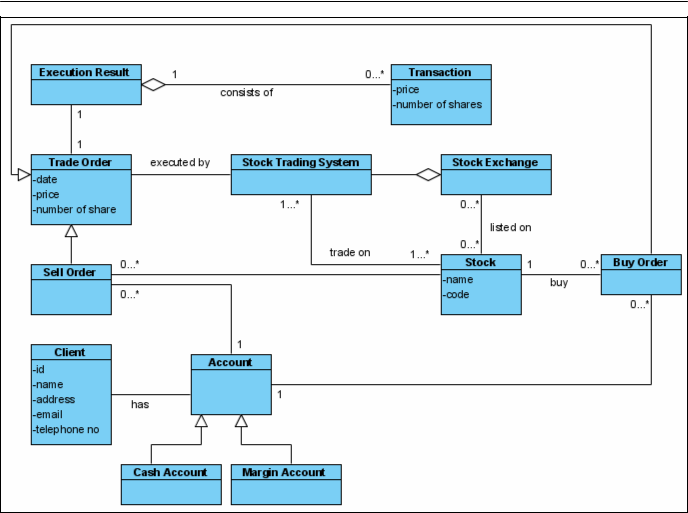 Execution Result
1
consists of
0...*
Transaction
-price
-number of shares
1
1
Trade Order
-date
-price
-number of share
executed by
Stock Trading System
Stock Exchange
1...*
0...*
listed on
trade on
1...*
0...*
Sell Order
0...*
0...*
Stock
-name
-code
1
buy
0...*
Buy Order
0...*
Client
-id
-name
-address
-email
-telephone no
has
1
Account
1
Cash Account
Margin Account